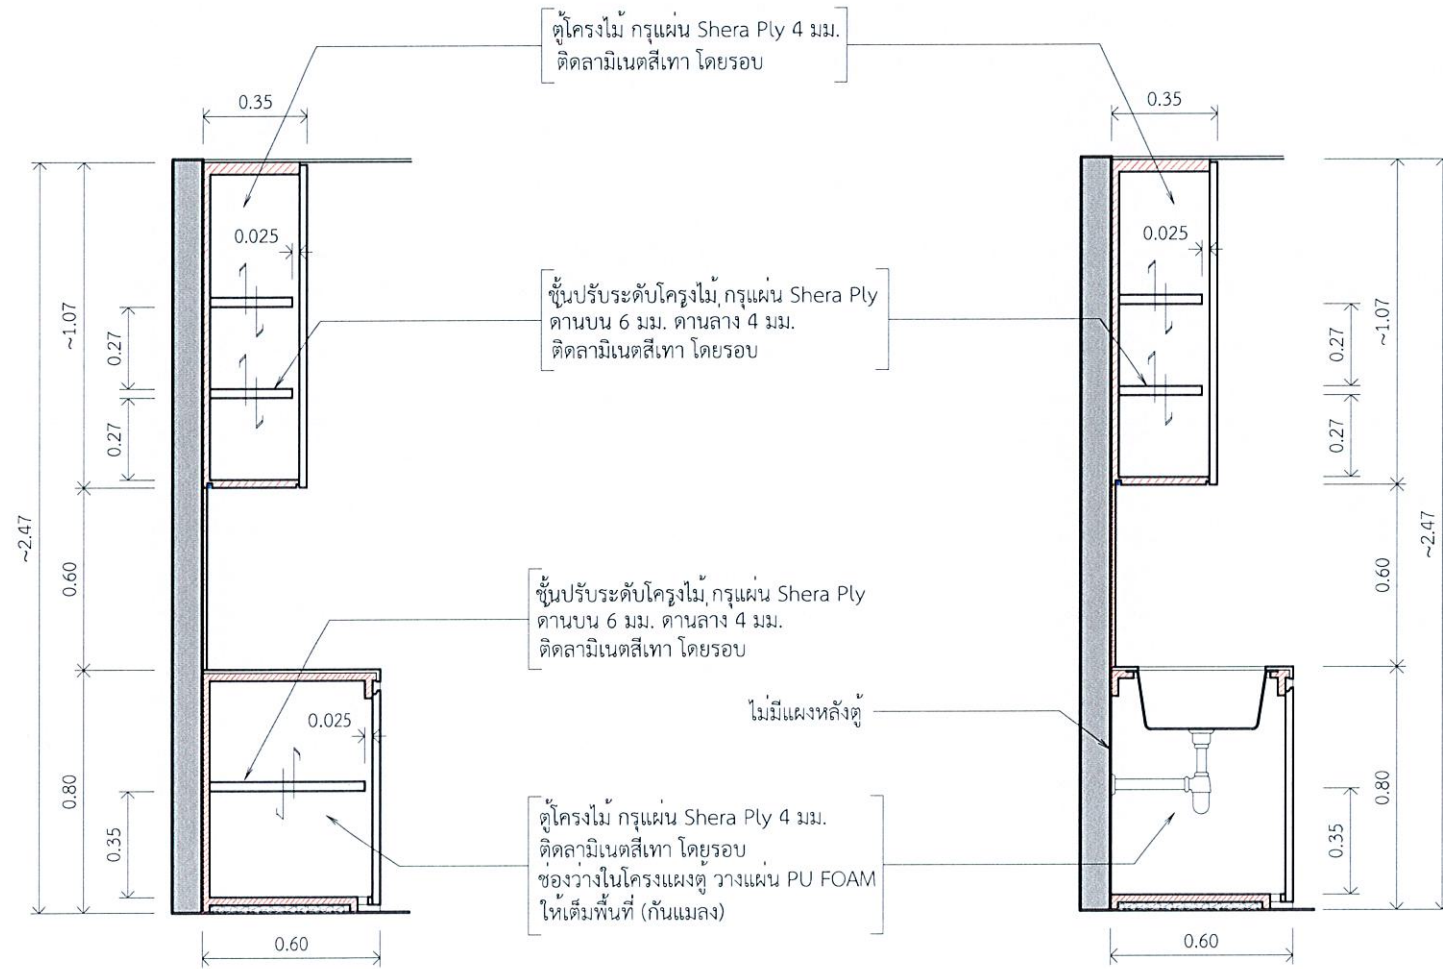 ตู้โครงไม้ กรุแผ่น Shera Ply 4 มม.
ติดลามิเนตสีเทา โดยรอบ
0.35
0.35
0.025
0.025
ชั้นปรับระดับโครงไม้ กรุแผ่น Shera Ply
ด้านบน 6 มม. ด้านล่าง 4 มม.
ติดลามิเนตสีเทา โดยรอบ
~1.07
0.27
0.27
0.27
0.27
~1.07
~2.47
0.60
0.60
~2.47
ชั้นปรับระดับโครงไม้ กรุแผ่น Shera Ply
ด้านบน 6 มม. ด้านล่าง 4 มม.
ติดลามิเนตสีเทา โดยรอบ
ไม่มีแผงหลังตู้
0.025
0.80
0.35
0.80
0.35
ตู้โครงไม้ กรุแผ่น Shera Ply 4 มม.
ติดลามิเนตสีเทา โดยรอบ
ช่องว่างในโครงแผงตู้ วางแผ่น PU FOAM
ให้เต็มพื้นที่ (กันแมลง)
0.60
0.60